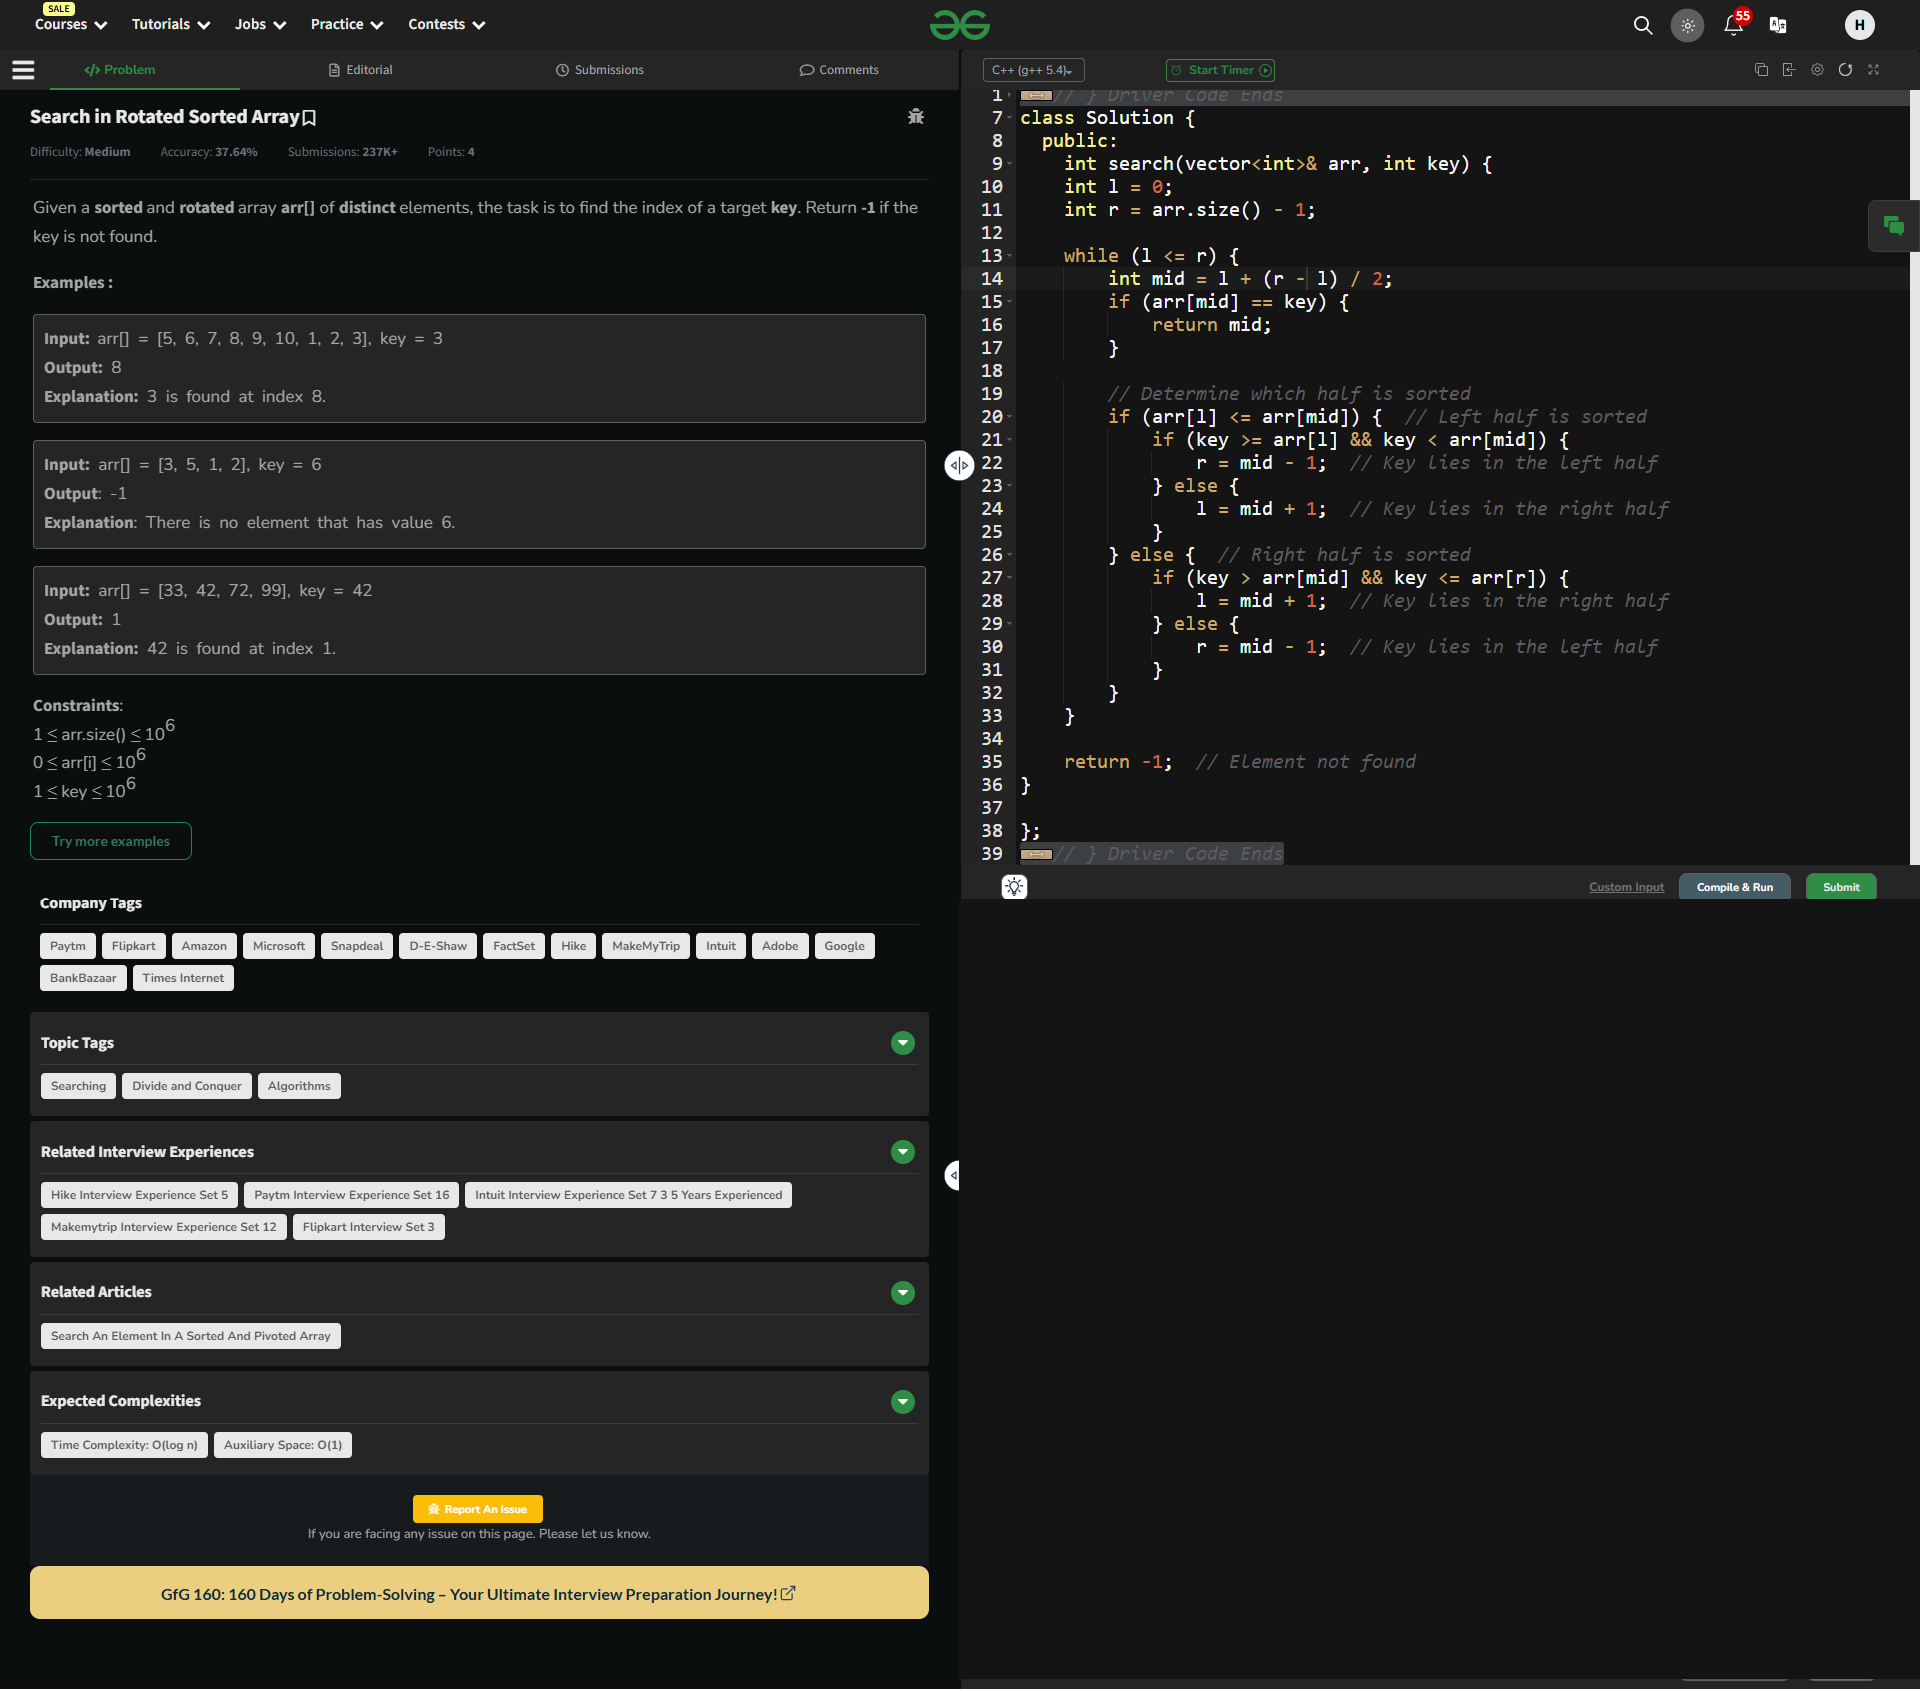 SALE
Courses
Tutorials
Jobs
Practice
Contests
55
H
</> Problem
Editorial
Submissions
Comments
Search in Rotated Sorted Array
Difficulty: Medium Accuracy: 37.64% Submissions: 237K+ Points: 4
Given a sorted and rotated array arr[] of distinct elements, the task is to find the index of a target key. Return -1 if the
key is not found.
Examples :
Input: arr[] = [5, 6, 7, 8, 9, 10, 1, 2, 3], key = 3
Output: 8
Explanation: 3 is found at index 8.
Input: arr[] = [3, 5, 1, 2], key = 6
Output: -1
Explanation: There is no element that has value 6.
Input: arr[] = [33, 42, 72, 99], key = 42
Output: 1
Explanation: 42 is found at index 1.
Constraints:
1 ≤ arr.size() ≤ 10^6
0 ≤ arr[i] ≤ 10^6
1 ≤ key ≤ 10^6
Try more examples
Company Tags
Paytm Flipkart Amazon Microsoft Snapdeal D-E-Shaw FactSet Hike MakeMyTrip Intuit Adobe Google
BankBazaar Times Internet
Topic Tags
Searching Divide and Conquer Algorithms
Related Interview Experiences
Hike Interview Experience Set 5 Paytm Interview Experience Set 16 Intuit Interview Experience Set 7 3 5 Years Experienced
Makemytrip Interview Experience Set 12 Flipkart Interview Set 3
Related Articles
Search An Element In A Sorted And Pivoted Array
Expected Complexities
Time Complexity: O(log n) Auxiliary Space: O(1)
Report An Issue
If you are facing any issue on this page. Please let us know.
GfG 160: 160 Days of Problem-Solving – Your Ultimate Interview Preparation Journey!
C++ (g++ 5.4)
Start Timer
1 // } Driver Code Ends
7 class Solution {
8   public:
9     int search(vector<int>& arr, int key) {
10     int l = 0;
11     int r = arr.size() - 1;
12
13     while (l <= r) {
14         int mid = l + (r - l) / 2;
15         if (arr[mid] == key) {
16             return mid;
17         }
18
19         // Determine which half is sorted
20         if (arr[l] <= arr[mid]) {  // Left half is sorted
21             if (key >= arr[l] && key < arr[mid]) {
22                 r = mid - 1;  // Key lies in the left half
23             } else {
24                 l = mid + 1;  // Key lies in the right half
25             }
26         } else {  // Right half is sorted
27             if (key > arr[mid] && key <= arr[r]) {
28                 l = mid + 1;  // Key lies in the right half
29             } else {
30                 r = mid - 1;  // Key lies in the left half
31             }
32         }
33     }
34
35     return -1;  // Element not found
36 }
37
38 };
39 // } Driver Code Ends
Custom Input
Compile & Run
Submit